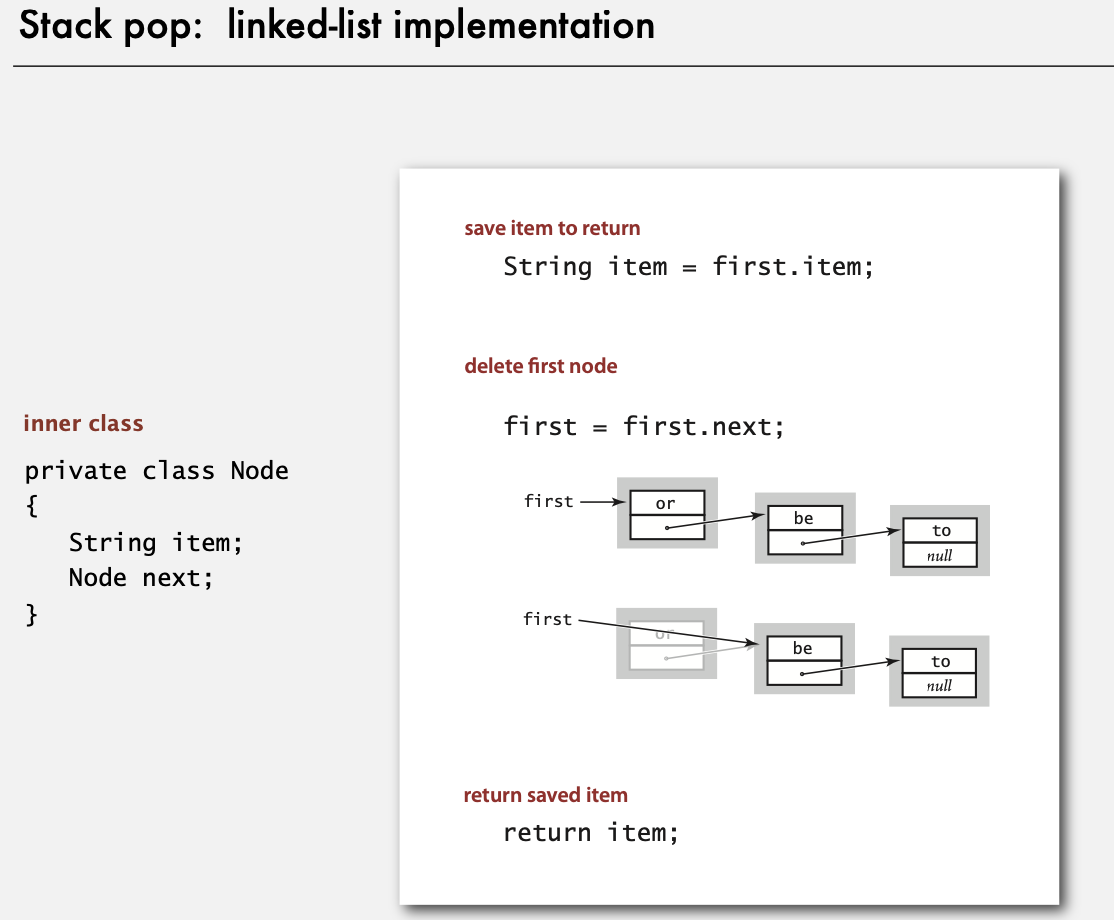 Stack pop: linked-list implementation
inner class
private class Node
{
String item;
Node next;
}
save item to return
String item = first.item;
delete first node
first = first.next;
first
or
be
to
null
first
or
be
to
null
return saved item
return item;